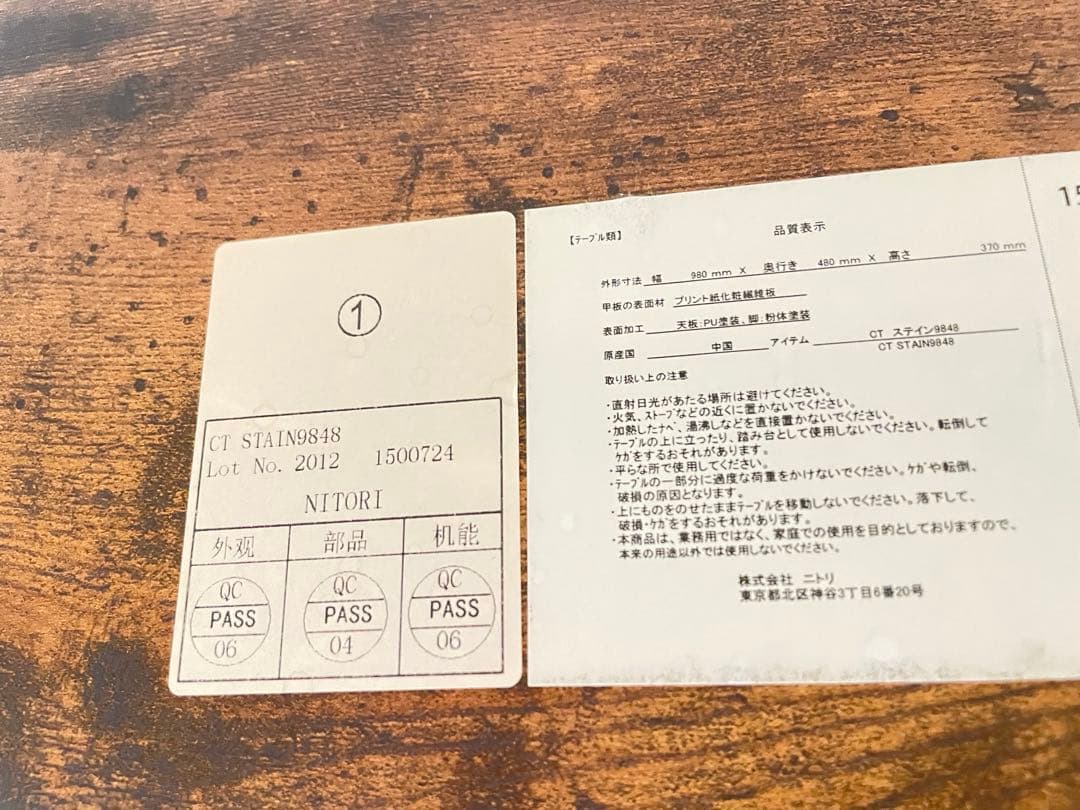 ①
CT STAIN9848
Lot No. 2012 1500724
NITORI
外观 部品 机能
QC QC QC
PASS PASS PASS
06 04 06
【ﾃｰﾌﾞﾙ類】 品質表示
外形寸法 幅 980 mm X 奥行き 480 mm X 高さ 370 mm
甲板の表面材 プリント紙化粧繊維板
表面加工 天板:PU塗装、脚:粉体塗装
原産国 中国 アイテム CT ステイン9848
CT STAIN9848
取り扱い上の注意
・直射日光があたる場所は避けてください。
・火気、ｽﾄｰﾌﾞなどの近くに置かないでください。
・加熱したﾅﾍﾞ、湯沸しなどを直接置かないでください。
・ﾃｰﾌﾞﾙの上に立ったり、踏み台として使用しないでください。転倒して
ｹｶﾞをするおそれがあります。
・平らな所で使用してください。
・ﾃｰﾌﾞﾙの一部分に過度な荷重をかけないでください。ｹｶﾞや転倒、
破損の原因となります。
・上にものをのせたままﾃｰﾌﾞﾙを移動しないでください。落下して、
破損・ｹｶﾞをするおそれがあります。
・本商品は、業務用ではなく、家庭での使用を目的としておりますので、
本来の用途以外では使用しないでください。
株式会社 ニトリ
東京都北区神谷3丁目6番20号